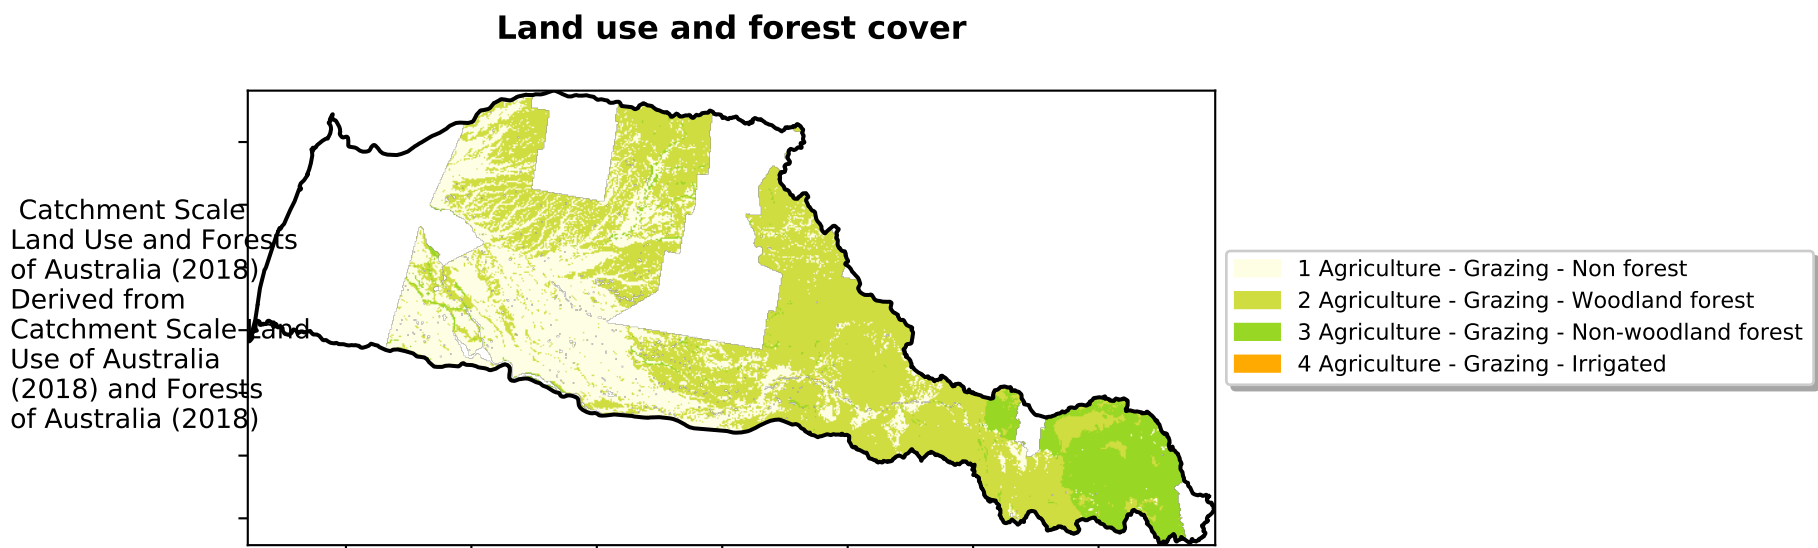 Land use and forest cover
Catchment Scale
Land Use and Forests
of Australia (2018)
Derived from
Catchment Scale Land
Use of Australia
(2018) and Forests
of Australia (2018)
1 Agriculture - Grazing - Non forest
2 Agriculture - Grazing - Woodland forest
3 Agriculture - Grazing - Non-woodland forest
4 Agriculture - Grazing - Irrigated